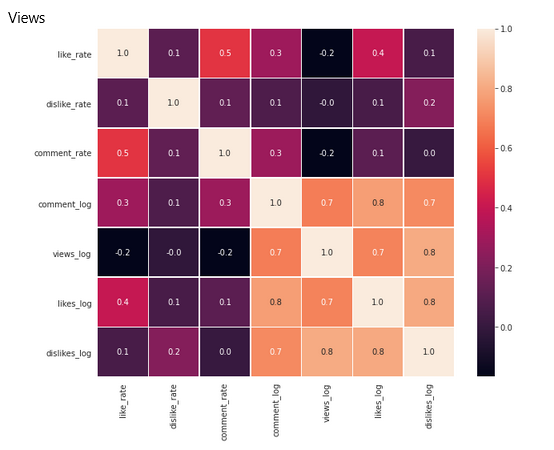 Views
like_rate 1.0 0.1 0.5 0.3 -0.2 0.4 0.1
dislike_rate 0.1 1.0 0.1 0.1 -0.0 0.1 0.2
comment_rate 0.5 0.1 1.0 0.3 -0.2 0.1 0.0
comment_log 0.3 0.1 0.3 1.0 0.7 0.8 0.7
views_log -0.2 -0.0 -0.2 0.7 1.0 0.7 0.8
likes_log 0.4 0.1 0.1 0.8 0.7 1.0 0.8
dislikes_log 0.1 0.2 0.0 0.7 0.8 0.8 1.0
like_rate dislike_rate comment_rate comment_log views_log likes_log dislikes_log
1.0
0.8
0.6
0.4
0.2
0.0